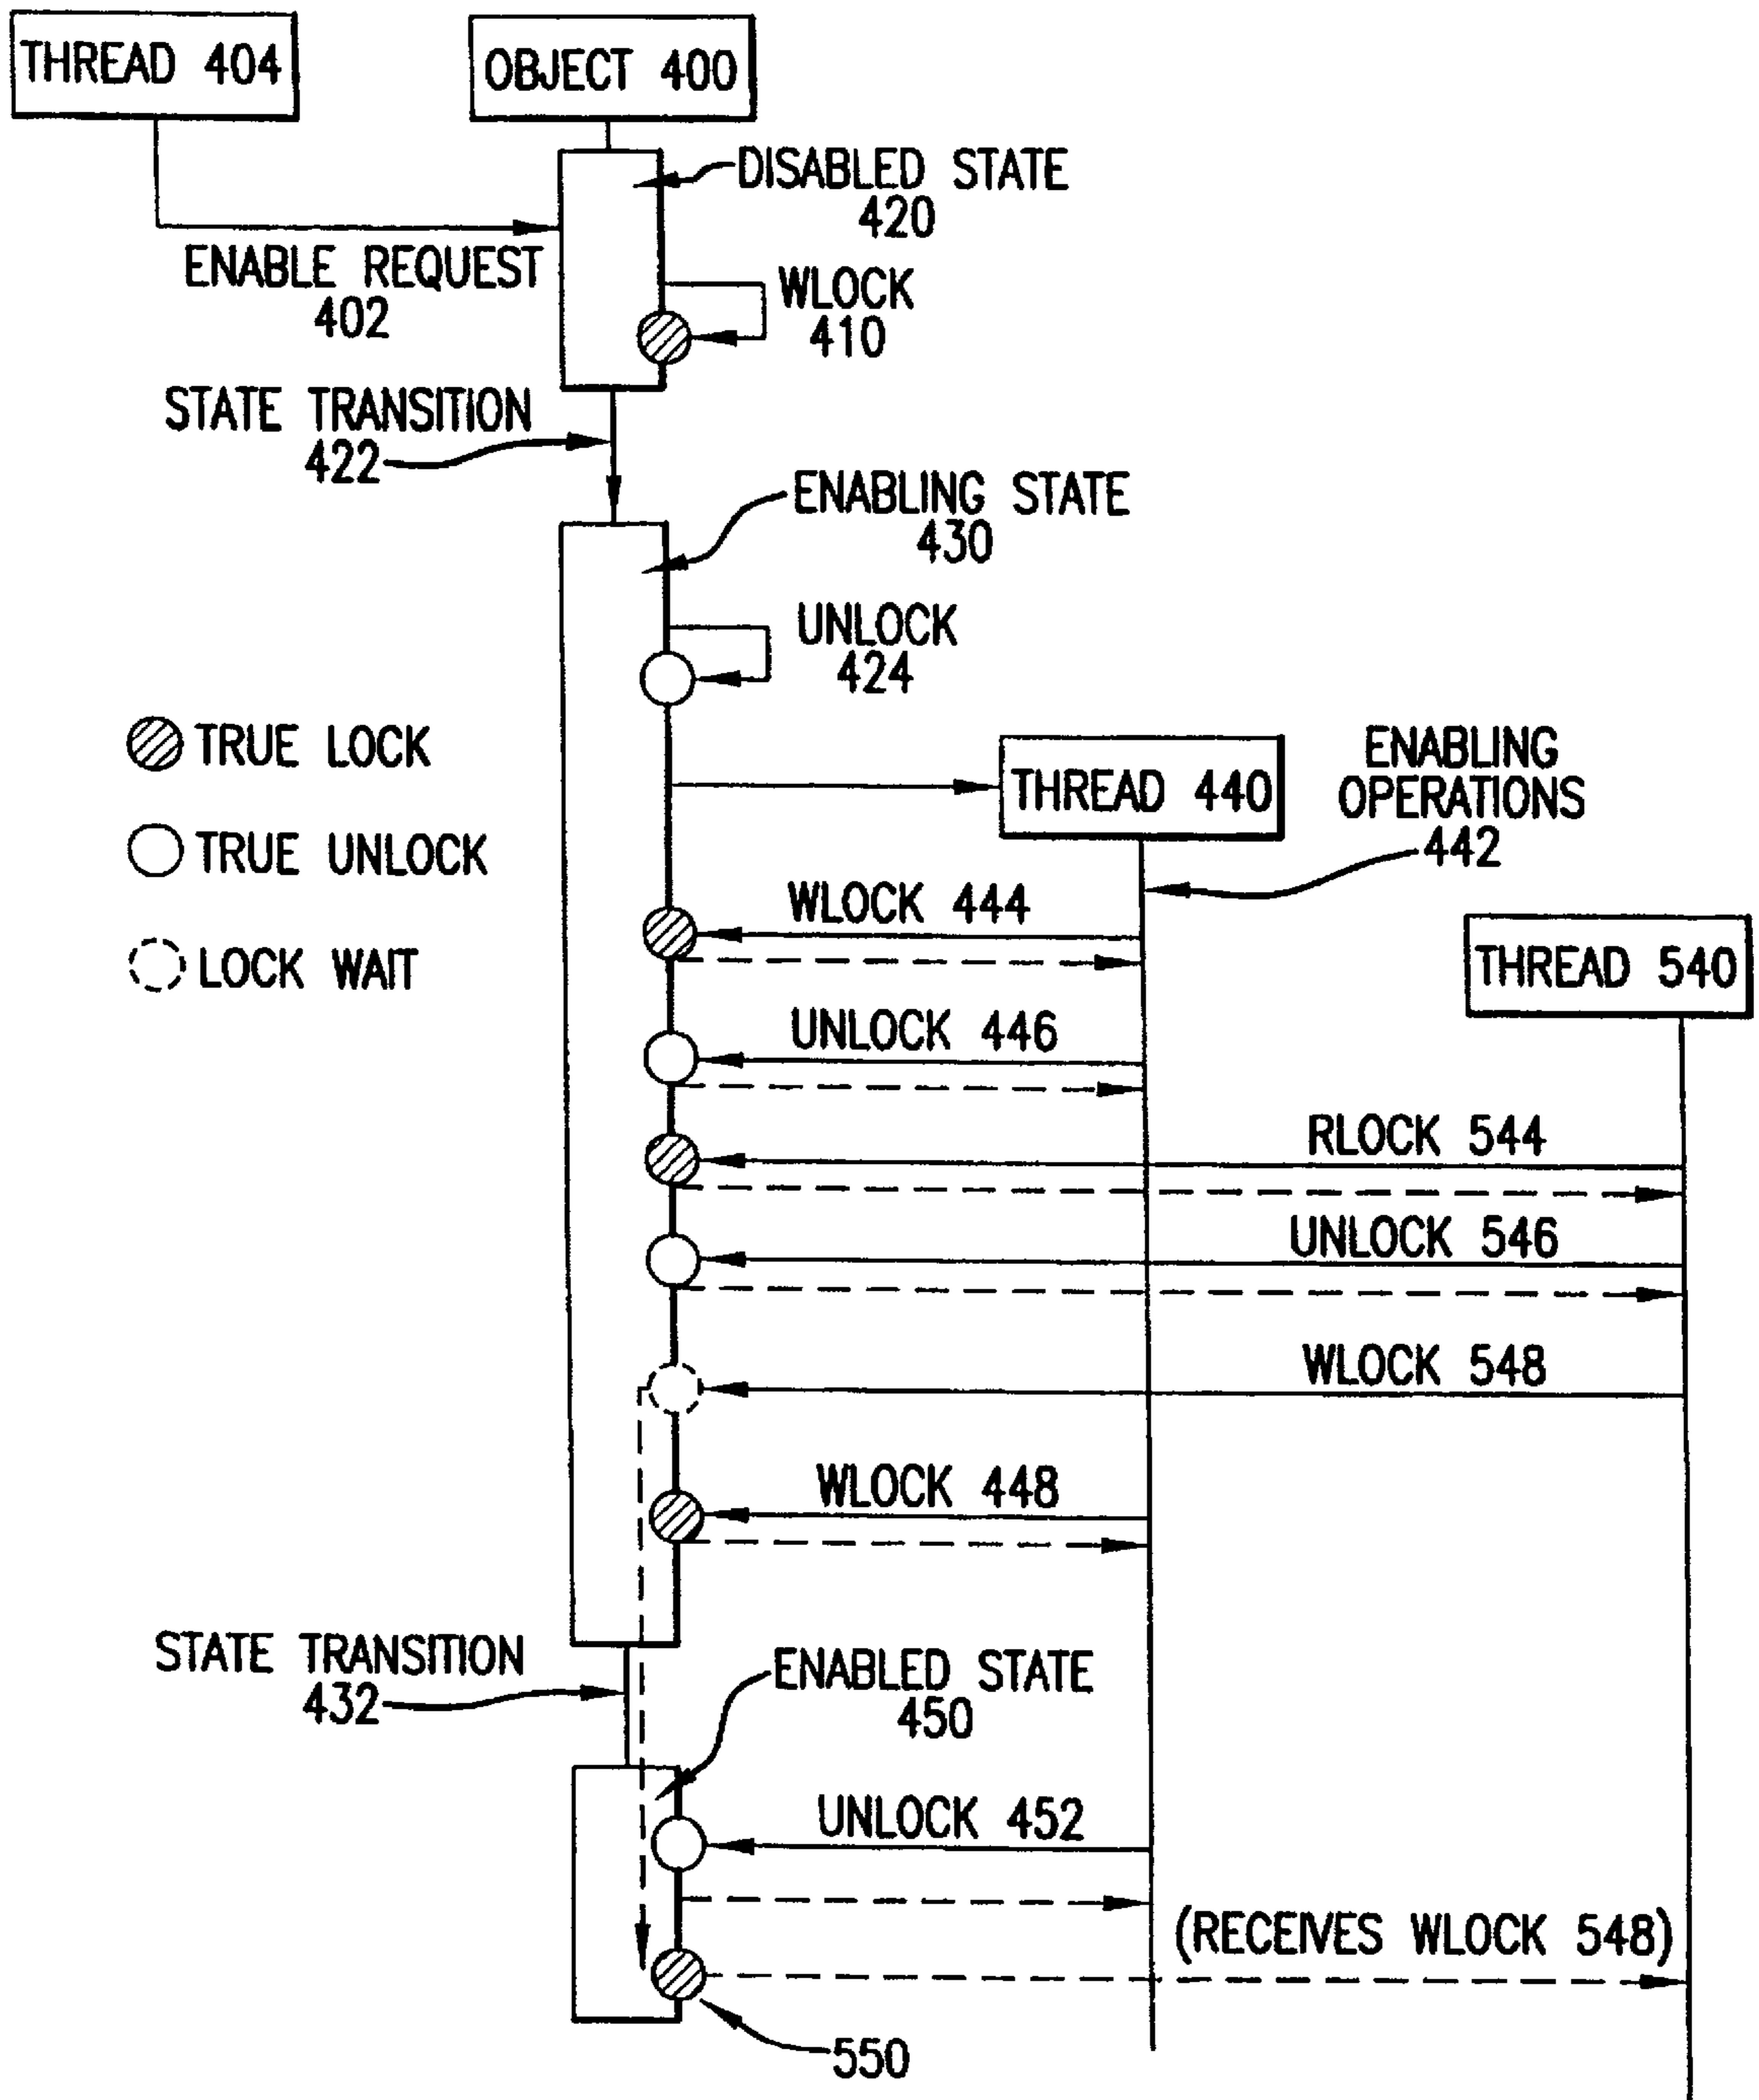 THREAD 404
OBJECT 400
DISABLED STATE
420
ENABLE REQUEST
402
WLOCK
410
STATE TRANSITION
422
ENABLING STATE
430
UNLOCK
424
TRUE LOCK
TRUE UNLOCK
LOCK WAIT
THREAD 440
ENABLING
OPERATIONS
442
WLOCK 444
THREAD 540
UNLOCK 446
RLOCK 544
UNLOCK 546
WLOCK 548
WLOCK 448
STATE TRANSITION
432
ENABLED STATE
450
UNLOCK 452
(RECEIVES WLOCK 548)
550